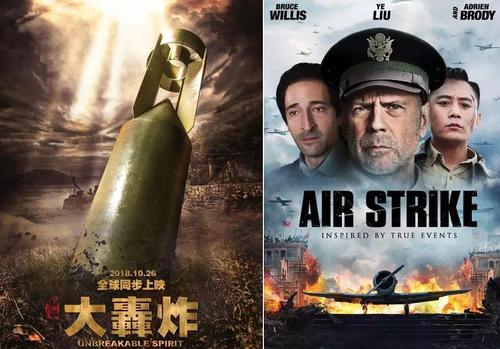 2018.10.26
全球同步上映
大轰炸
UNBREAKABLE SPIRIT
BRUCE
WILLIS
YE
LIU
AND
ADRIEN
BRODY
AIR STRIKE
INSPIRED BY TRUE EVENTS